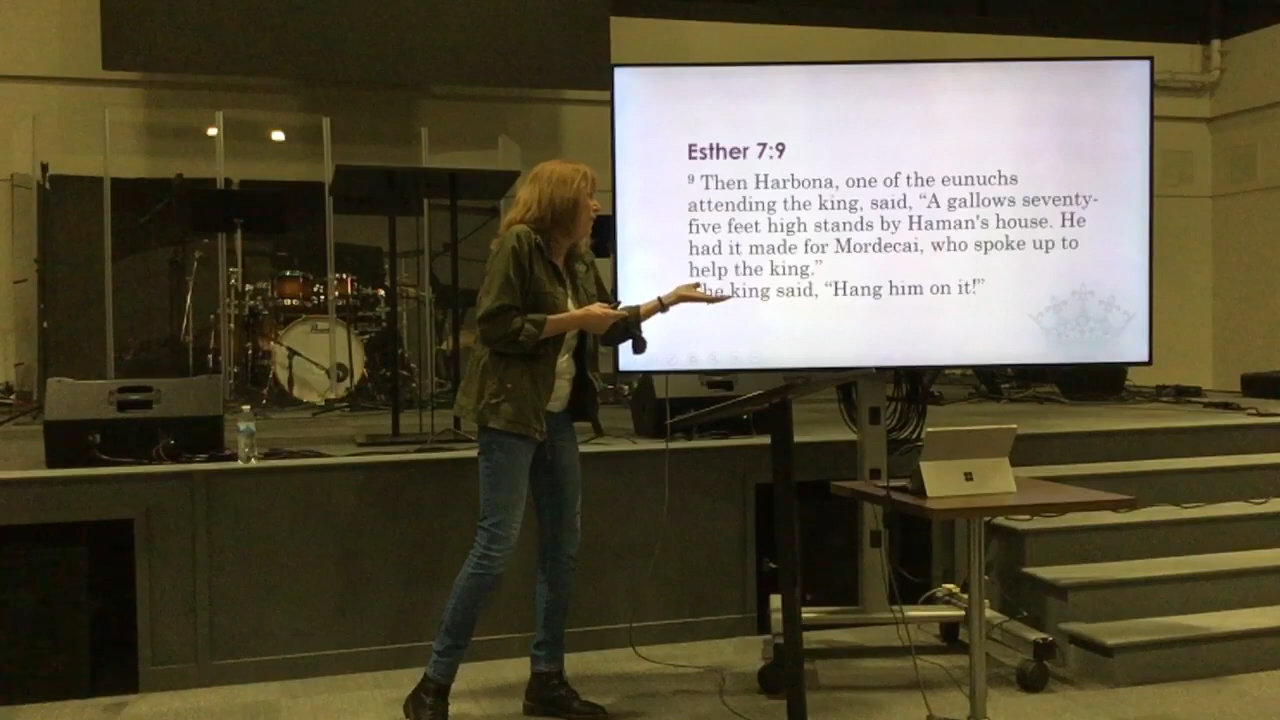 Esther 7:9
9 Then Harbona, one of the eunuchs
attending the king, said, “A gallows seventy-
five feet high stands by Haman's house. He
had it made for Mordecai, who spoke up to
help the king.”
The king said, “Hang him on it!”
Pearl